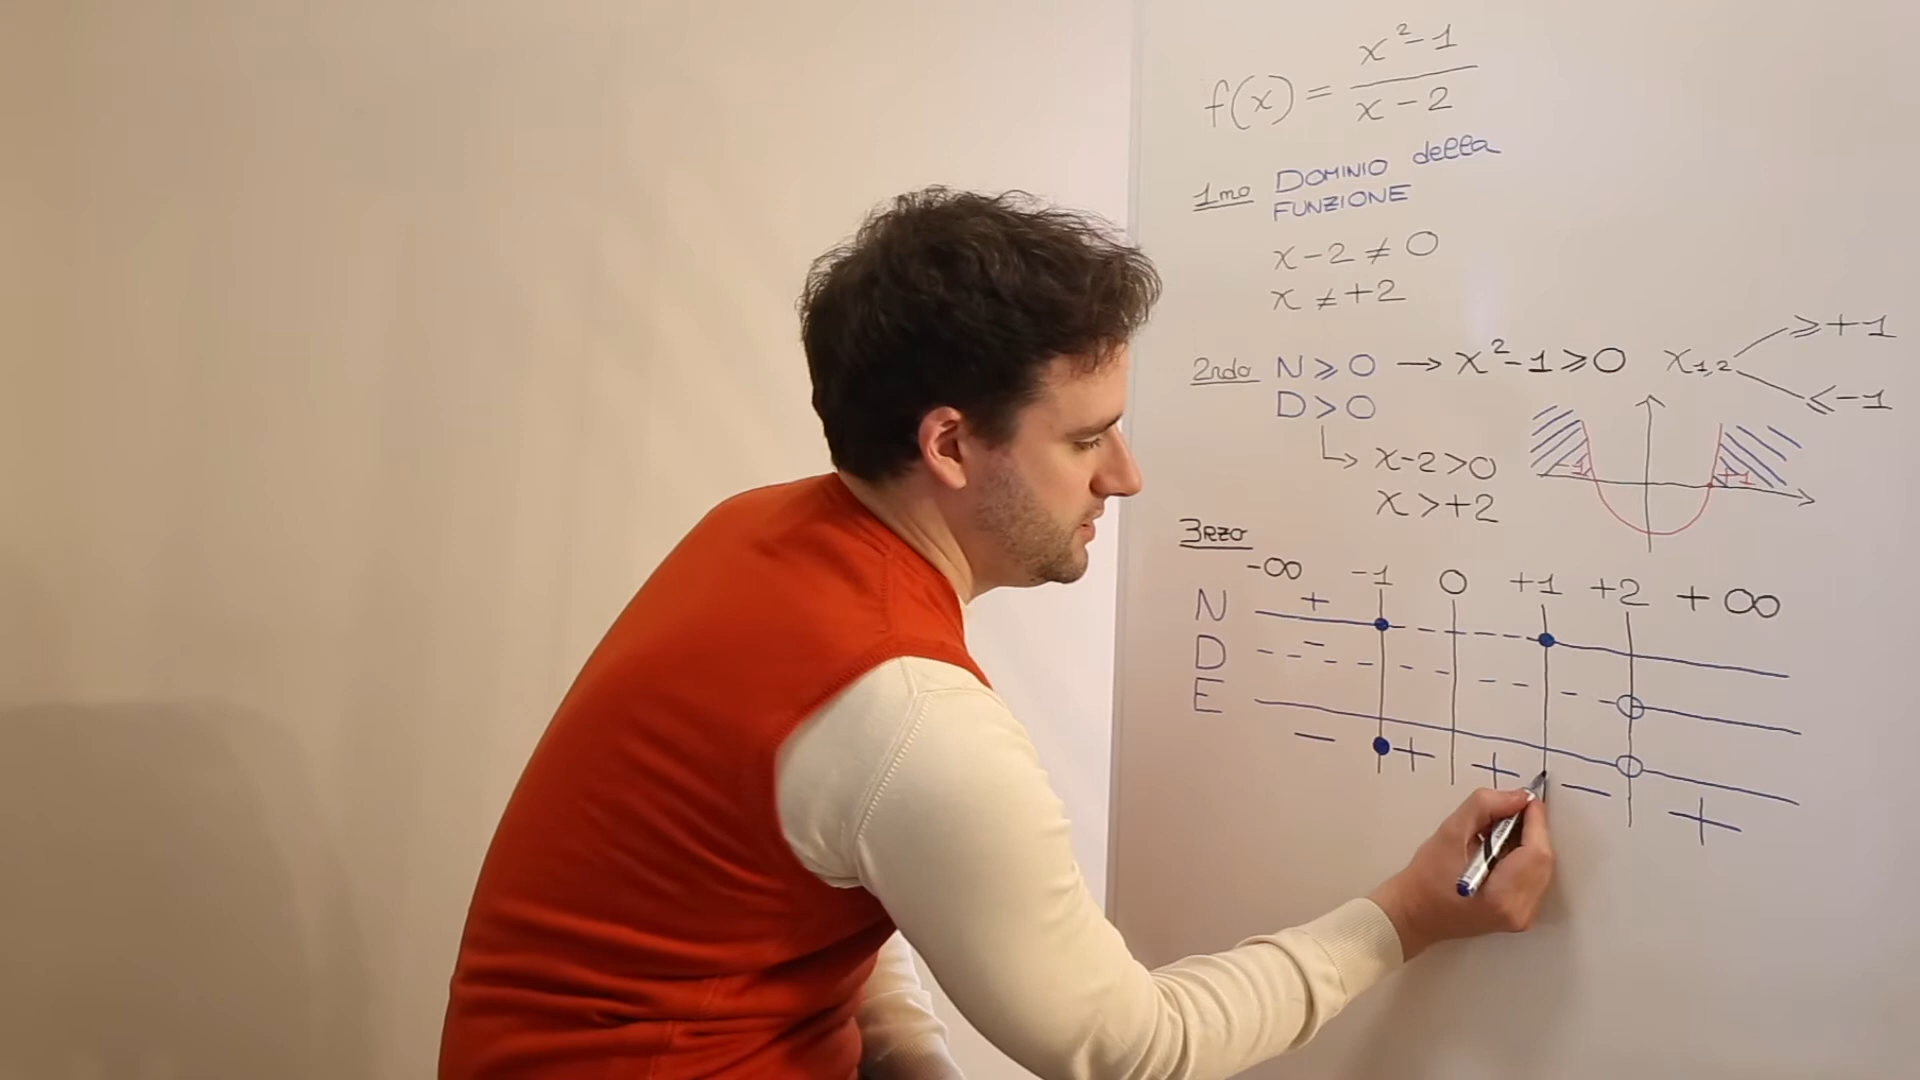 f(x) = x²-1 / x-2
1mo DOMINIO della
FUNZIONE
x-2 ≠ 0
x ≠ +2
2ndo N ⩾ 0 → x²-1 ⩾ 0 x1,2 ⩾+1
⩽-1
D > 0
x-2>0
x >+2
-1 +1
3rzo
-∞ -1 0 +1 +2 +∞
N +
D -
E
- + + - +